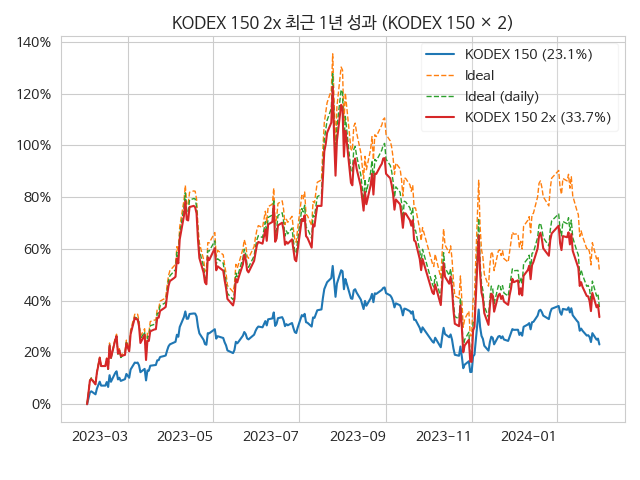 KODEX 150 2x 최근 1년 성과 (KODEX 150 × 2)
140%
120%
100%
80%
60%
40%
20%
0%
KODEX 150 (23.1%)
Ideal
Ideal (daily)
KODEX 150 2x (33.7%)
2023−03
2023−05
2023−07
2023−09
2023−11
2024−01